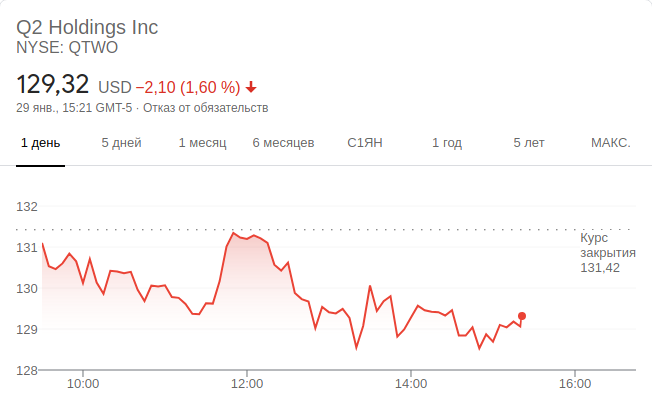 Q2 Holdings Inc
NYSE: QTWO
129,32 USD −2,10 (1,60 %)
29 янв., 15:21 GMT-5 · Отказ от обязательств
1 день 5 дней 1 месяц 6 месяцев С1ЯН 1 год 5 лет МАКС.
132
131
130
129
128
Курс
закрытия
131,42
10:00 12:00 14:00 16:00